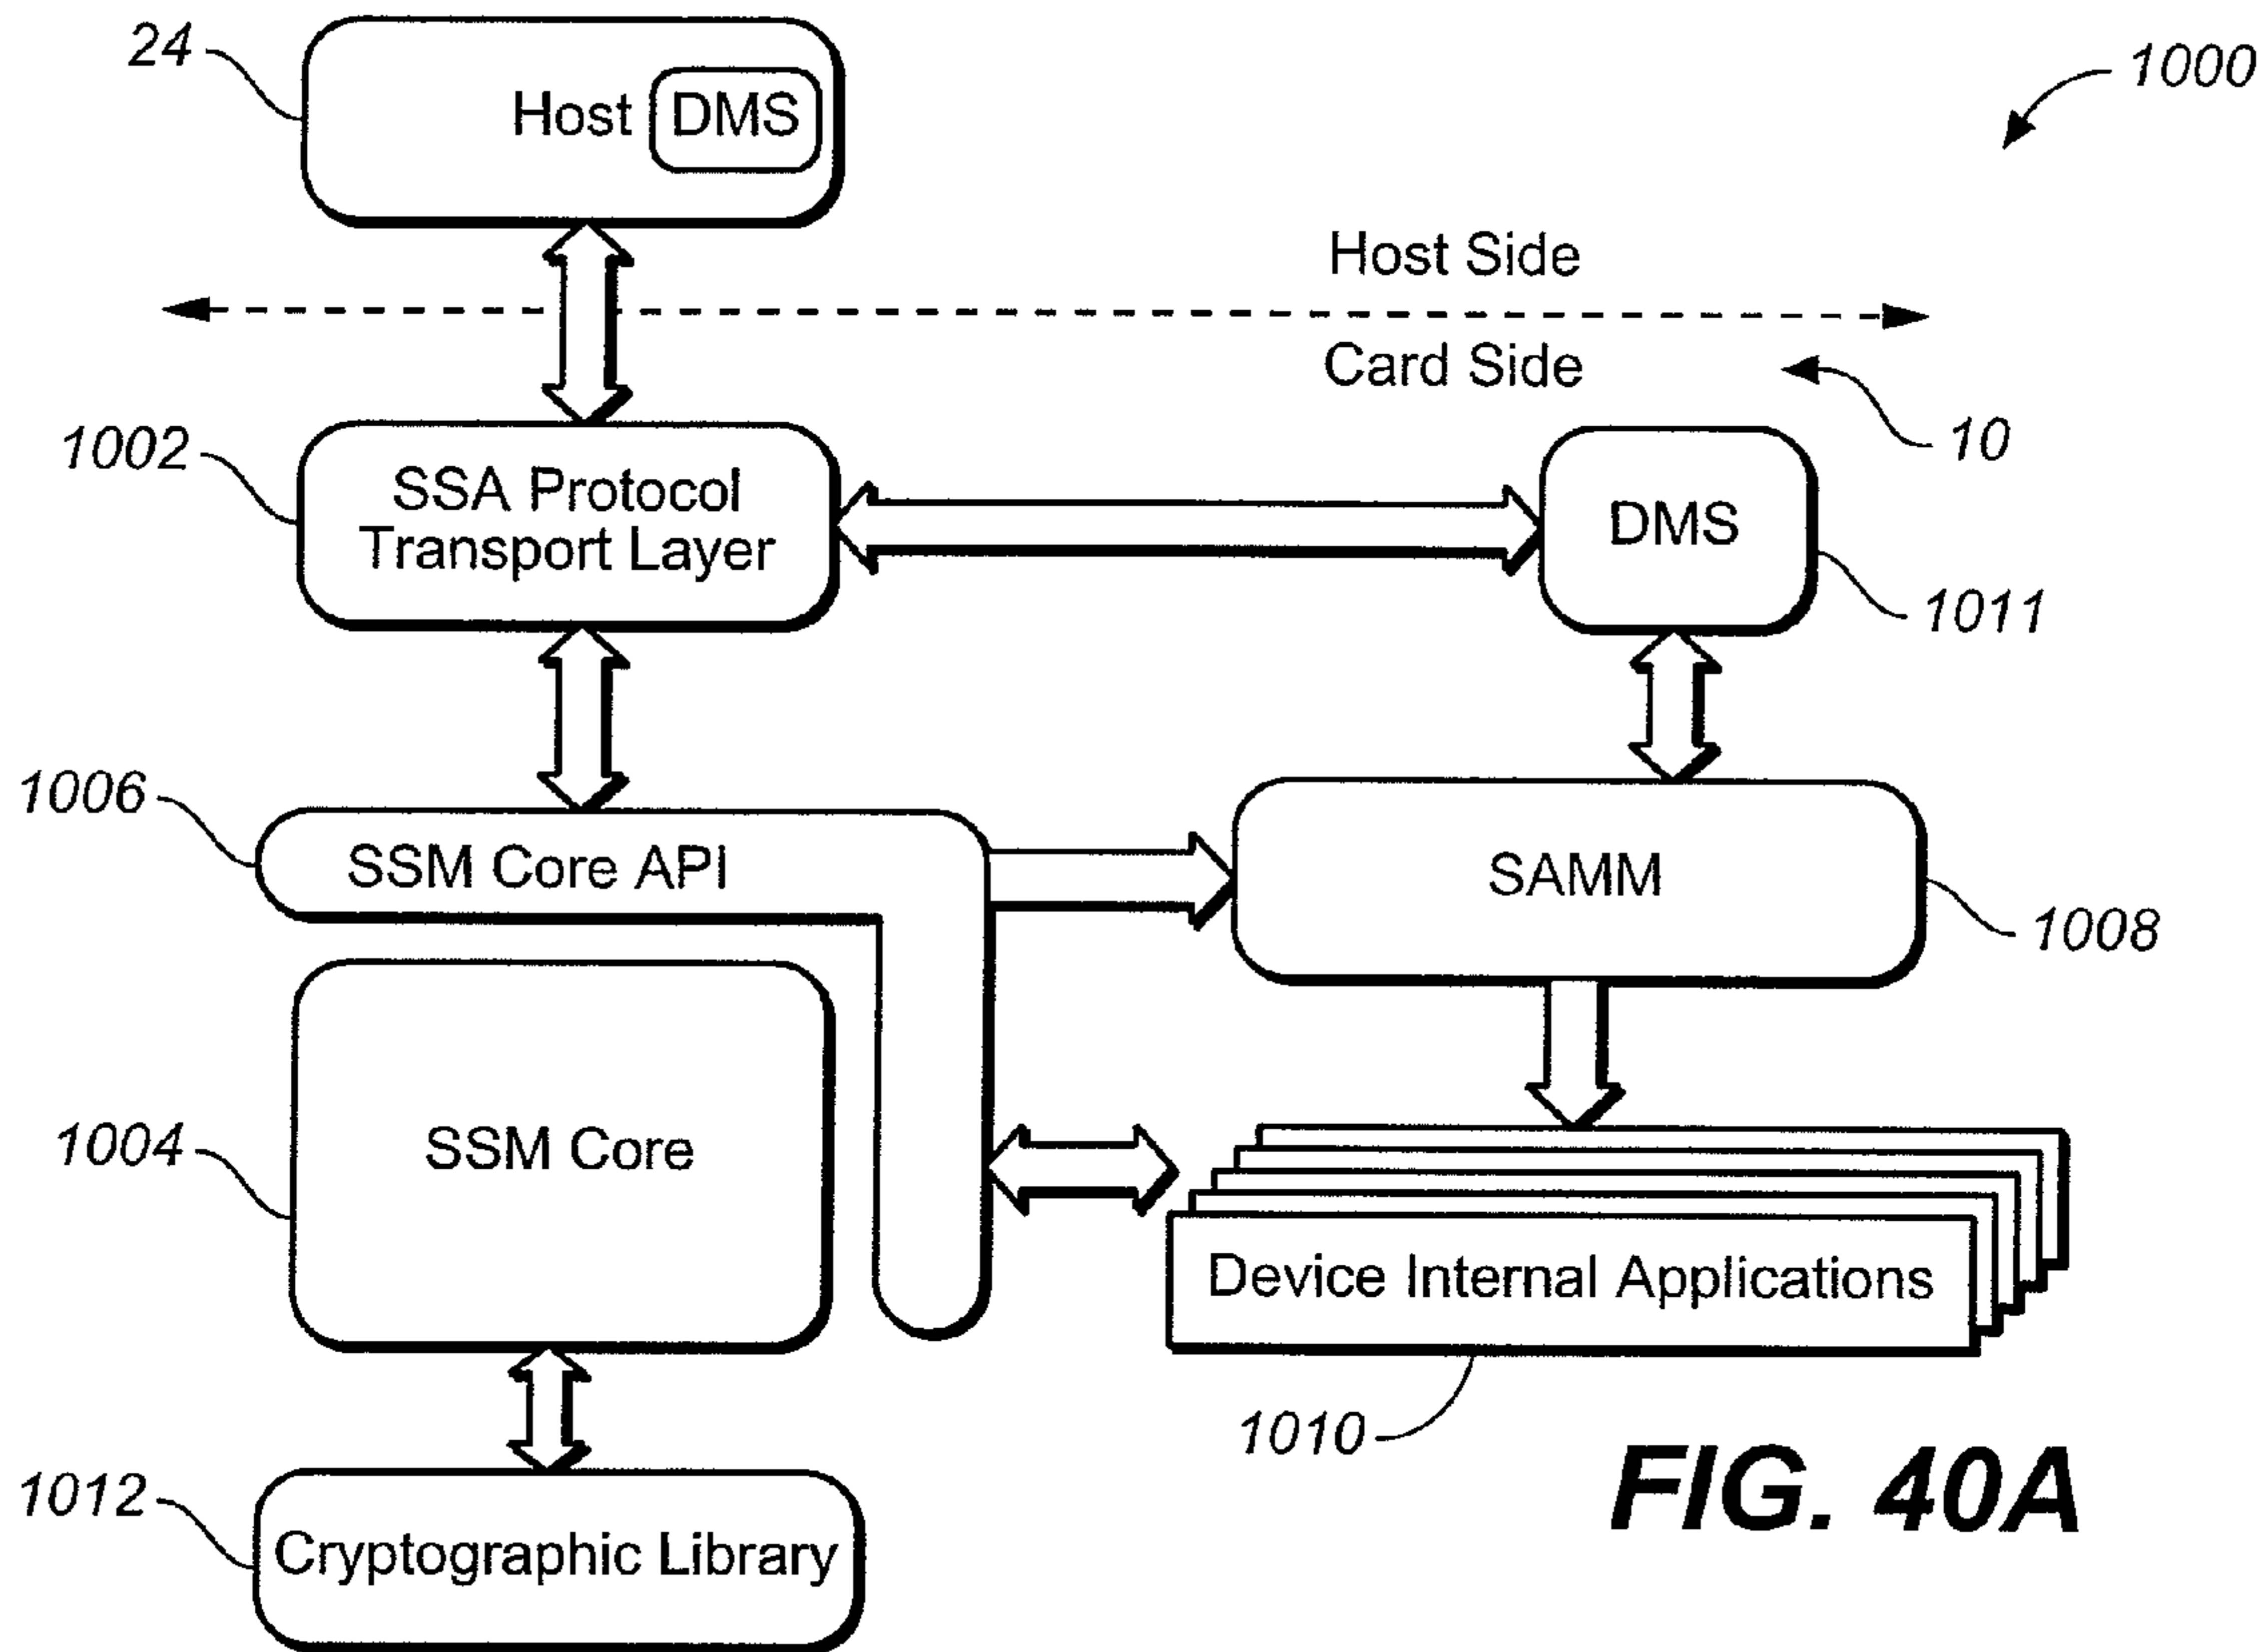 24
Host
DMS
1000
Host Side
Card Side
10
1002
SSA Protocol
Transport Layer
DMS
1011
1006
SSM Core API
SAMM
1008
1004
SSM Core
Device Internal Applications
1010
1012
Cryptographic Library
FIG. 40A